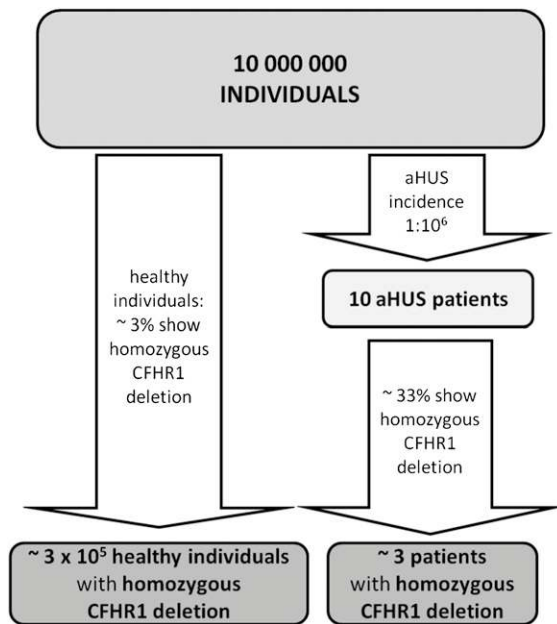 10 000 000
INDIVIDUALS
aHUS
incidence
1:10⁶
10 aHUS patients
healthy
individuals:
~ 3% show
homozygous
CFHR1
deletion
~ 33% show
homozygous
CFHR1
deletion
~ 3 x 10⁵ healthy individuals
with homozygous
CFHR1 deletion
~ 3 patients
with homozygous
CFHR1 deletion